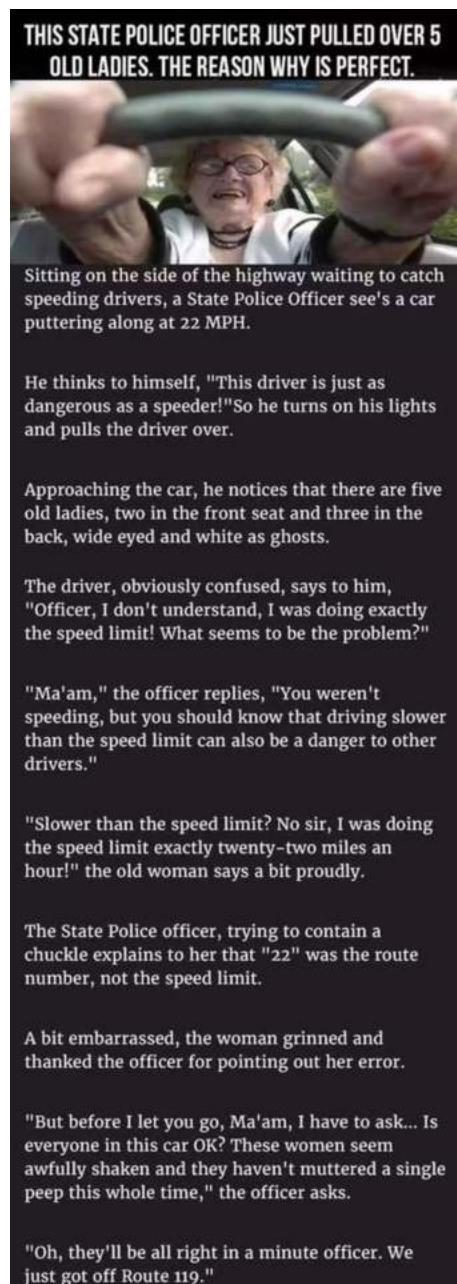 THIS STATE POLICE OFFICER JUST PULLED OVER 5
OLD LADIES. THE REASON WHY IS PERFECT.
Sitting on the side of the highway waiting to catch
speeding drivers, a State Police Officer see's a car
puttering along at 22 MPH.
He thinks to himself, "This driver is just as
dangerous as a speeder!"So he turns on his lights
and pulls the driver over.
Approaching the car, he notices that there are five
old ladies, two in the front seat and three in the
back, wide eyed and white as ghosts.
The driver, obviously confused, says to him,
"Officer, I don't understand, I was doing exactly
the speed limit! What seems to be the problem?"
"Ma'am," the officer replies, "You weren't
speeding, but you should know that driving slower
than the speed limit can also be a danger to other
drivers."
"Slower than the speed limit? No sir, I was doing
the speed limit exactly twenty-two miles an
hour!" the old woman says a bit proudly.
The State Police officer, trying to contain a
chuckle explains to her that "22" was the route
number, not the speed limit.
A bit embarrassed, the woman grinned and
thanked the officer for pointing out her error.
"But before I let you go, Ma'am, I have to ask... Is
everyone in this car OK? These women seem
awfully shaken and they haven't muttered a single
peep this whole time," the officer asks.
"Oh, they'll be all right in a minute officer. We
just got off Route 119."